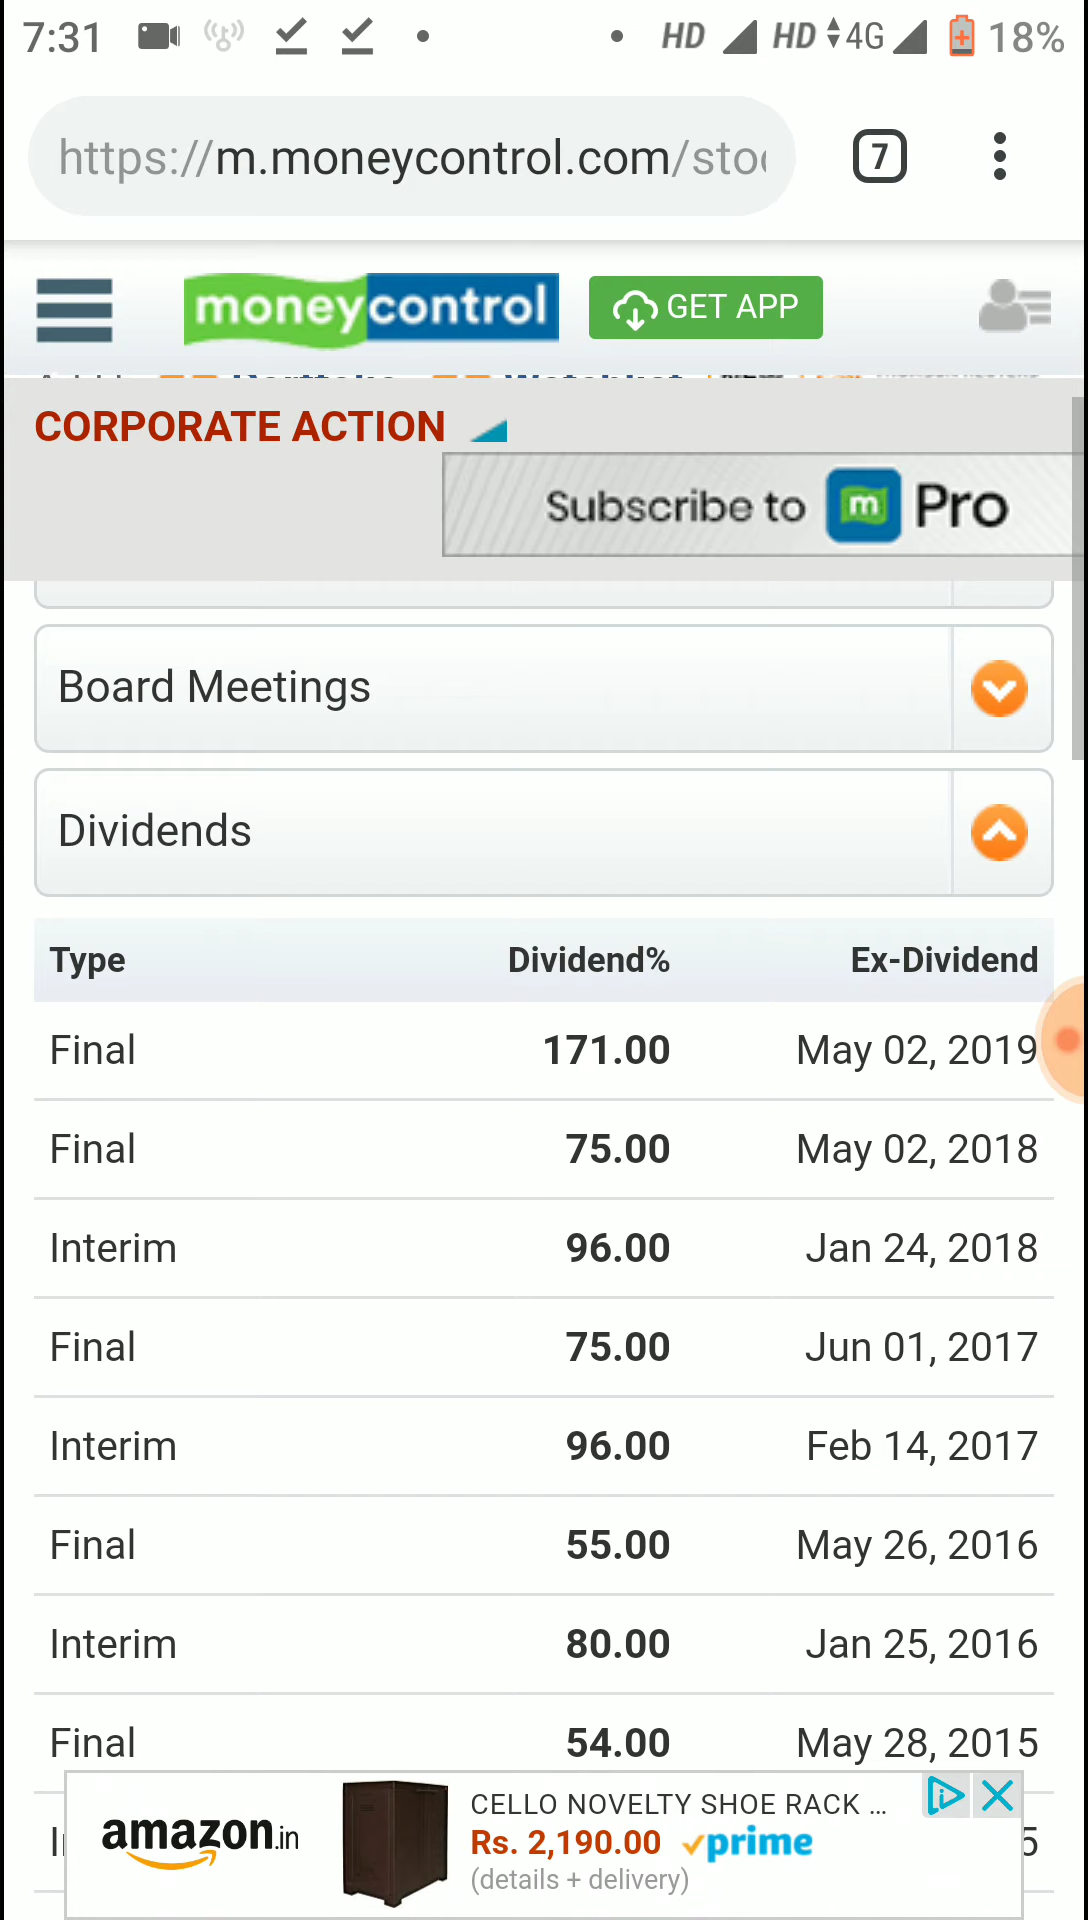 7:31 HD HD 4G 18%
https://m.moneycontrol.com/sto
7
moneycontrol GET APP
CORPORATE ACTION
Subscribe to m Pro
Board Meetings
Dividends
Type Dividend% Ex-Dividend
Final 171.00 May 02, 2019
Final 75.00 May 02, 2018
Interim 96.00 Jan 24, 2018
Final 75.00 Jun 01, 2017
Interim 96.00 Feb 14, 2017
Final 55.00 May 26, 2016
Interim 80.00 Jan 25, 2016
Final 54.00 May 28, 2015
amazon.in
CELLO NOVELTY SHOE RACK ...
Rs. 2,190.00 prime
(details + delivery)